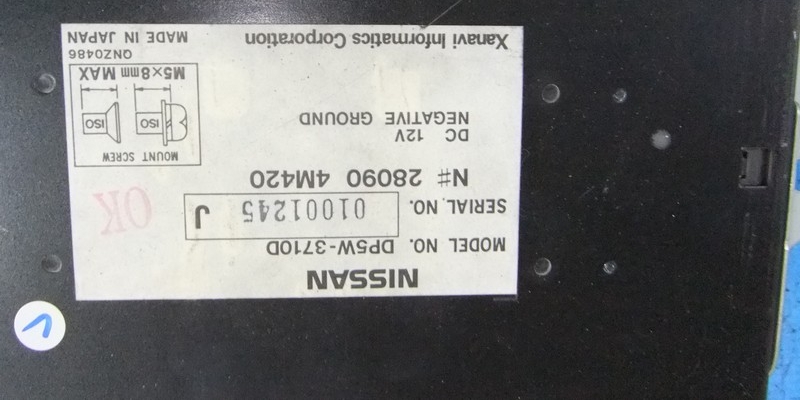 NISSAN
MODEL NO. DP5W-3710D
SERIAL NO. 01001245 J
N# 28090 4M420
DC 12V
NEGATIVE GROUND
Xanavi Informatics Corporation
OK
MOUNT SCREW
ISO ISO
M5×8mm MAX
QNZ0486
MADE IN JAPAN
V